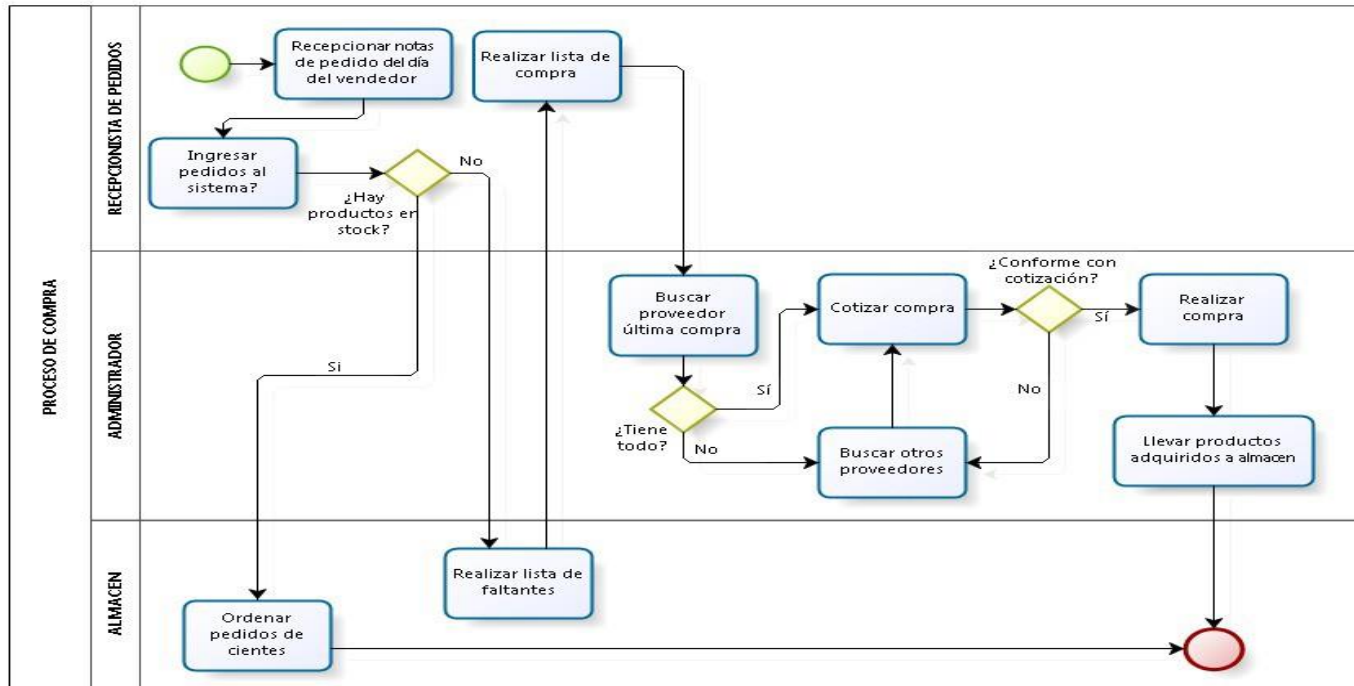 PROCESO DE COMPRA
RECEPCIONISTA DE PEDIDOS
Recepcionar notas
de pedido del día
del vendedor
Realizar lista de
compra
Ingresar
pedidos al
sistema?
No
¿Hay
productos en
stock?
ADMINISTRADOR
¿Conforme con
cotización?
Buscar
proveedor
última compra
Cotizar compra
Sí
Realizar
compra
Si
Sí
No
¿Tiene
todo?
No
Buscar otros
proveedores
Llevar productos
adquiridos a almacen
ALMACÉN
Realizar lista de
faltantes
Ordenar
pedidos de
cientes